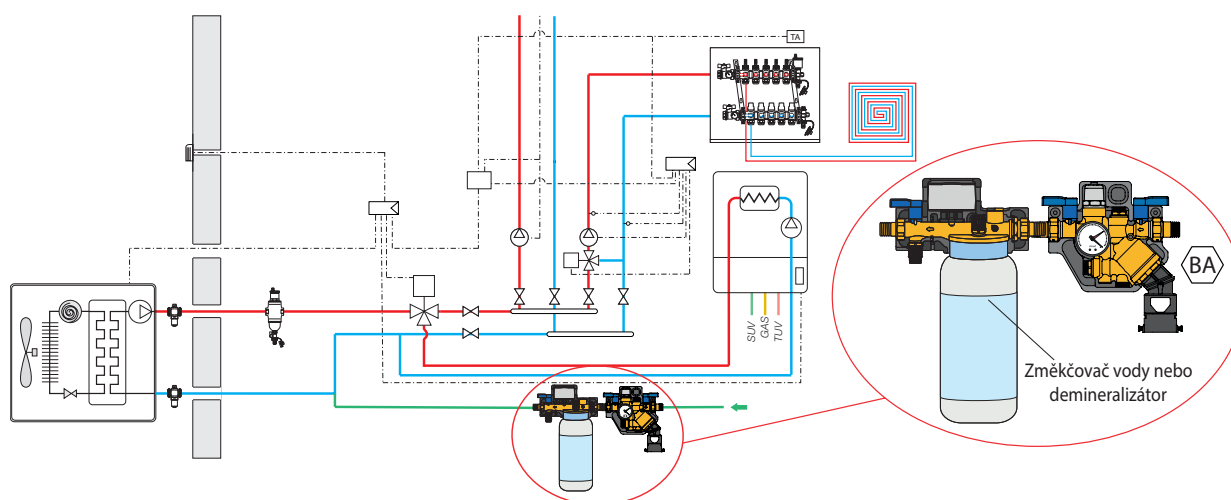 TA
SUV
GAS
TUV
BA
Změkčovač vody nebo
demineralizátor